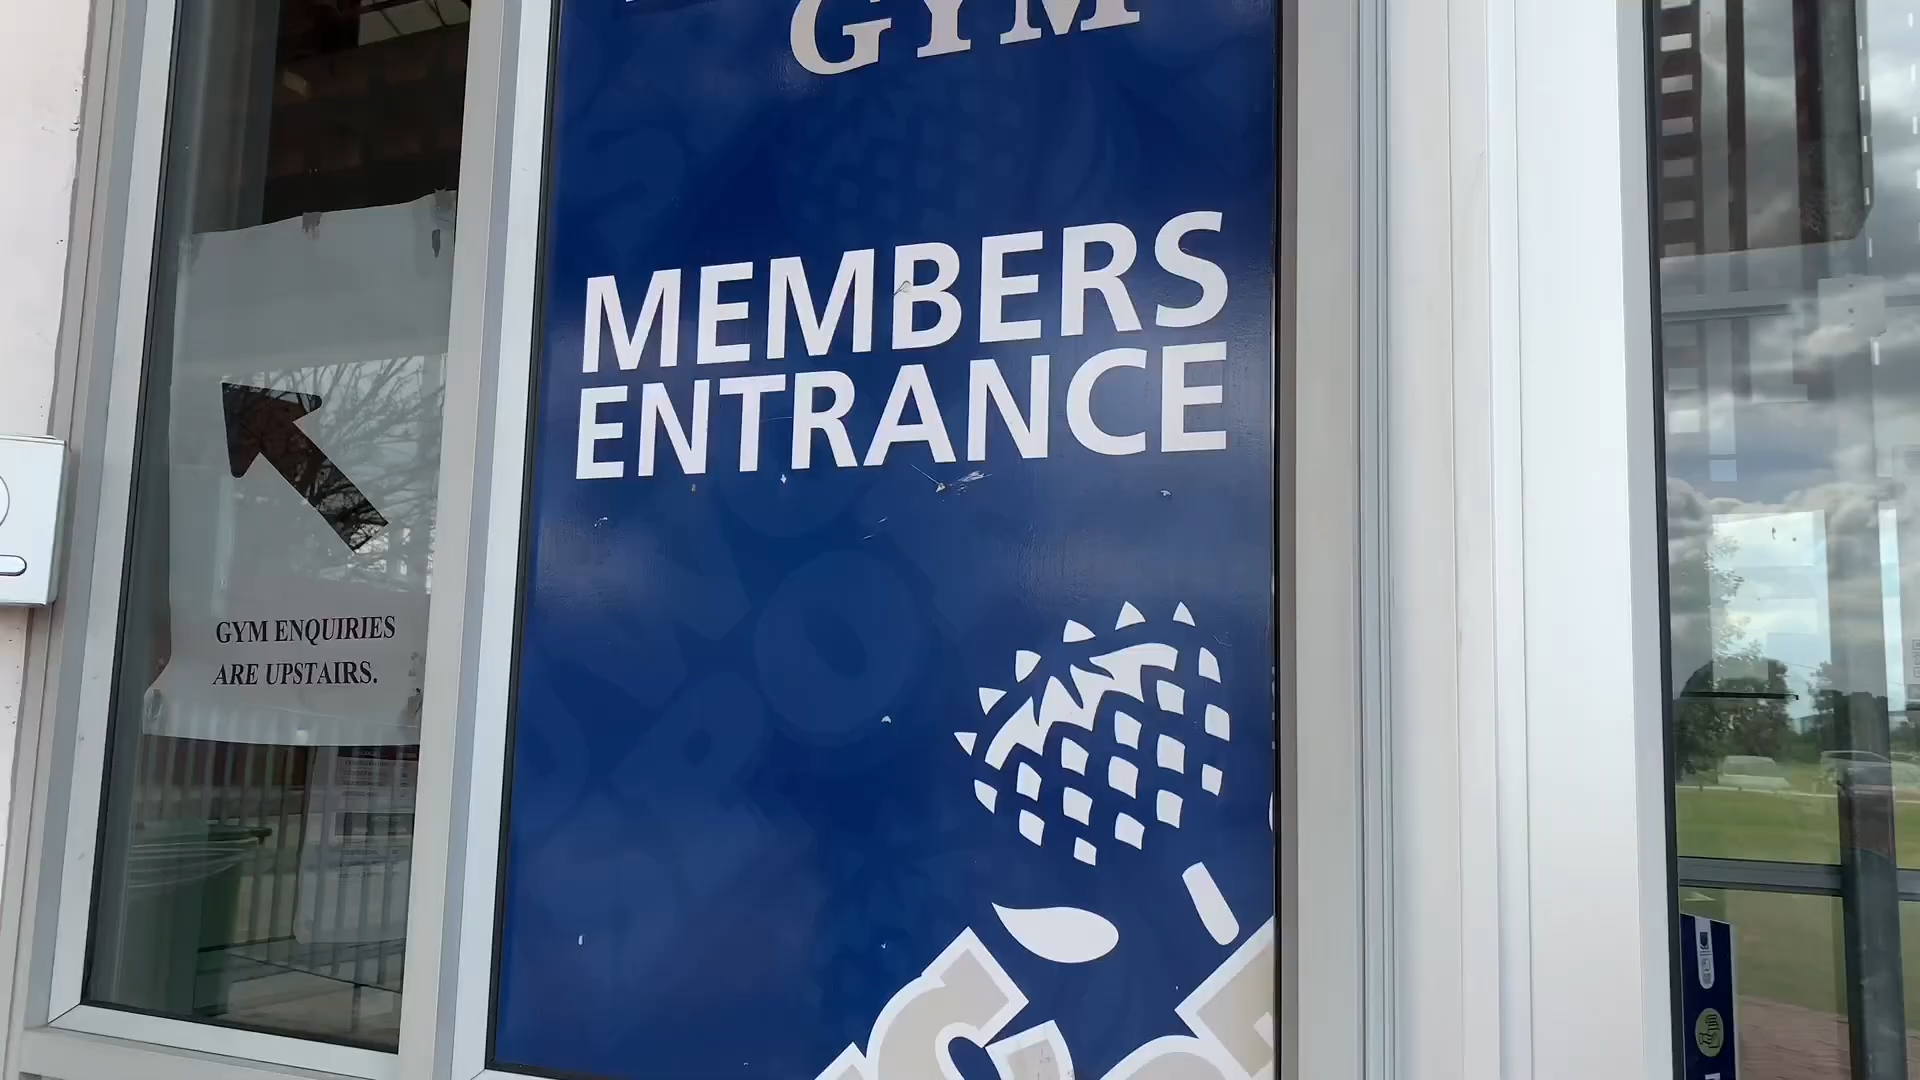 GYM
MEMBERS
ENTRANCE
GYM ENQUIRIES
ARE UPSTAIRS.